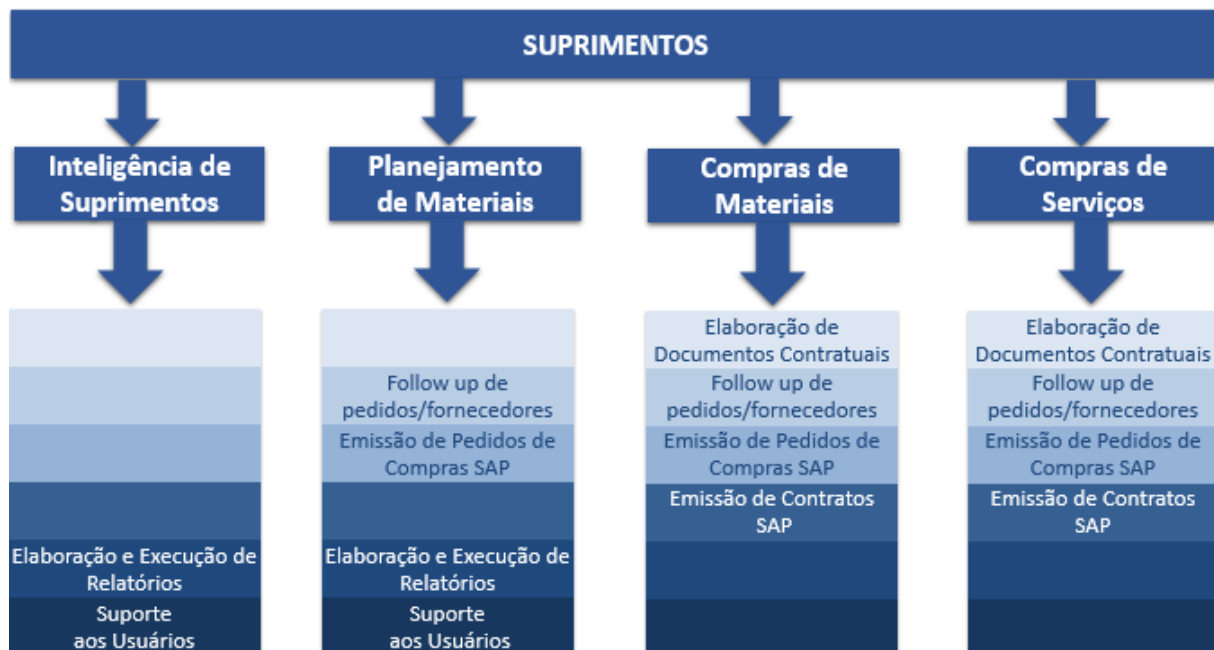 SUPRIMENTOS
Inteligência de
Suprimentos
Planejamento
de Materiais
Compras de
Materiais
Compras de
Serviços
Elaboração e Execução de
Relatórios
Suporte
aos Usuários
Follow up de
pedidos/fornecedores
Emissão de Pedidos de
Compras SAP
Elaboração e Execução de
Relatórios
Suporte
aos Usuários
Elaboração de
Documentos Contratuais
Follow up de
pedidos/fornecedores
Emissão de Pedidos de
Compras SAP
Emissão de Contratos
SAP
Elaboração de
Documentos Contratuais
Follow up de
pedidos/fornecedores
Emissão de Pedidos de
Compras SAP
Emissão de Contratos
SAP